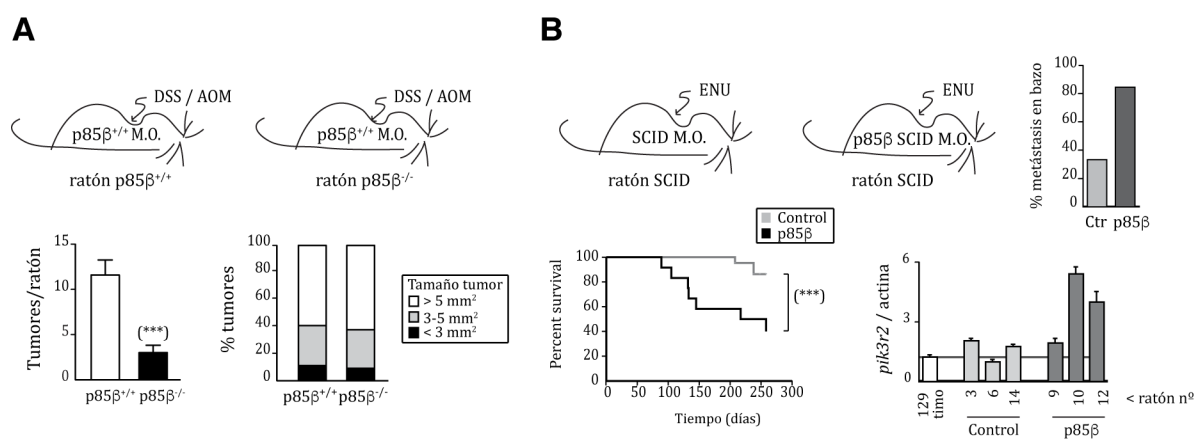 A
DSS / AOM
p85β+/+ M.O.
ratón p85β+/+
DSS / AOM
p85β+/+ M.O.
ratón p85β-/-
Tumores/ratón
15
10
5
0
(***)
p85β+/+ p85β-/-
% tumores
100
80
60
40
20
0
p85β+/+ p85β-/-
Tamaño tumor
> 5 mm²
3-5 mm²
< 3 mm²
B
ENU
SCID M.O.
ratón SCID
ENU
p85β SCID M.O.
ratón SCID
% metástasis en bazo
100
80
60
40
20
0
Ctr p85β
Control
p85β
Percent survival
100
80
60
40
20
0
(***)
0 50 100 150 200 250 300
Tiempo (días)
pik3r2 / actina
6
3
0
129 timo
3 6 14
9 10 12
< ratón nº
Control
p85β